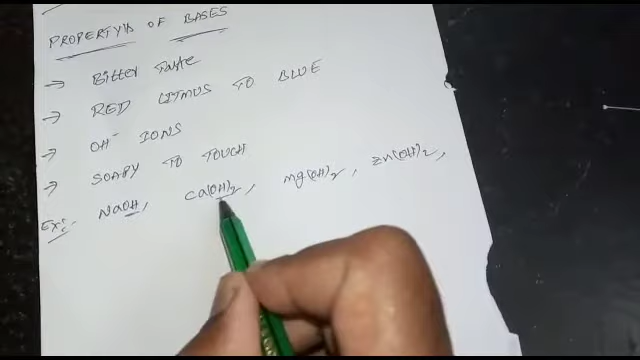 PROPERTYIS OF BASES
→ Bitter Taste
→ RED LITMUS TO BLUE
→ OH⁻ IONS
→ SOAPY TO TOUCH
Ex:- NaOH, Ca(OH)₂, Mg(OH)₂, Zn(OH)₂,